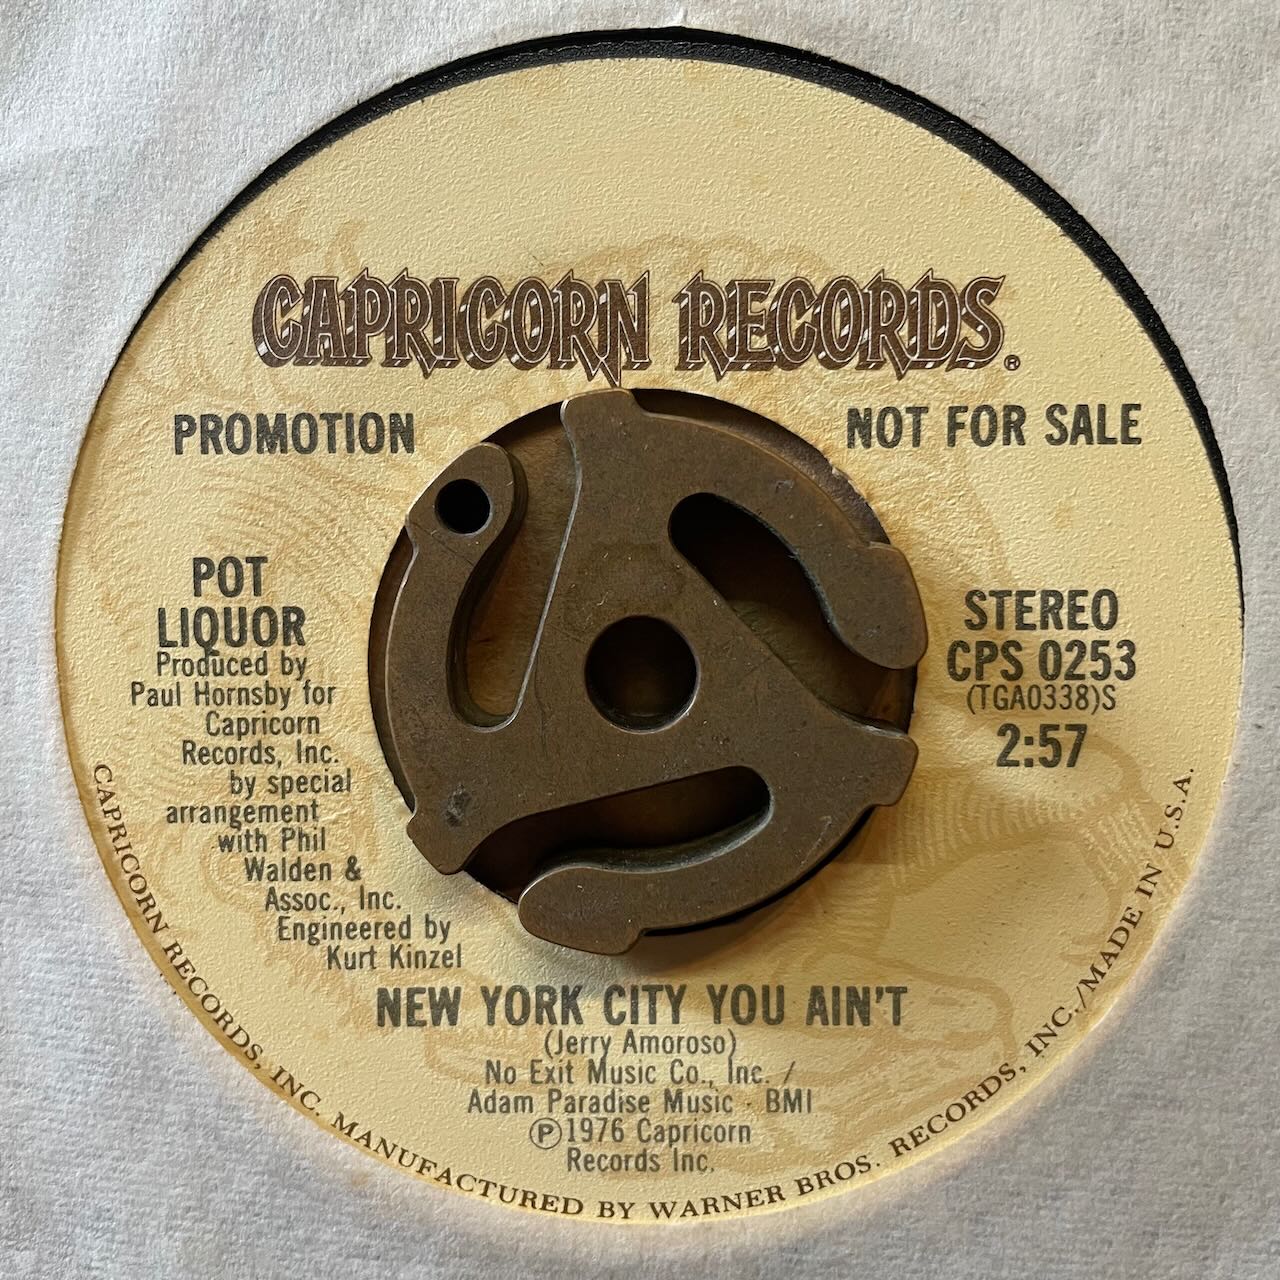 CAPRICORN RECORDS®
PROMOTION
NOT FOR SALE
POT
LIQUOR
Produced by
Paul Hornsby for
Capricorn
Records, Inc.
by special
arrangement
with Phil
Walden &
Assoc., Inc.
Engineered by
Kurt Kinzel
STEREO
CPS 0253
(TGA0338)S
2:57
NEW YORK CITY YOU AIN'T
(Jerry Amoroso)
No Exit Music Co., Inc. /
Adam Paradise Music - BMI
℗1976 Capricorn
Records Inc.
CAPRICORN RECORDS, INC. MANUFACTURED BY WARNER BROS. RECORDS, INC./MADE IN U.S.A.